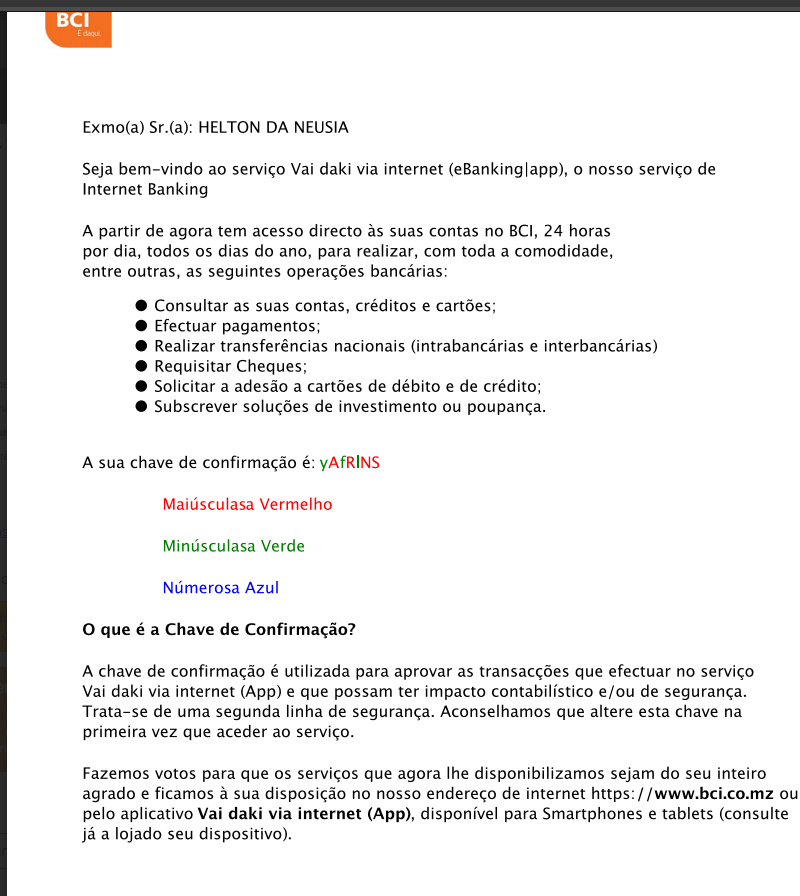 BCI
É daqui.
Exmo(a) Sr.(a): HELTON DA NEUSIA
Seja bem-vindo ao serviço Vai daki via internet (eBanking|app), o nosso serviço de
Internet Banking
A partir de agora tem acesso directo às suas contas no BCI, 24 horas
por dia, todos os dias do ano, para realizar, com toda a comodidade,
entre outras, as seguintes operações bancárias:
● Consultar as suas contas, créditos e cartões;
● Efectuar pagamentos;
● Realizar transferências nacionais (intrabancárias e interbancárias)
● Requisitar Cheques;
● Solicitar a adesão a cartões de débito e de crédito;
● Subscrever soluções de investimento ou poupança.
A sua chave de confirmação é: yAfRlNS
Maiúsculasa Vermelho
Minúsculasa Verde
Númerosa Azul
O que é a Chave de Confirmação?
A chave de confirmação é utilizada para aprovar as transacções que efectuar no serviço
Vai daki via internet (App) e que possam ter impacto contabilístico e/ou de segurança.
Trata-se de uma segunda linha de segurança. Aconselhamos que altere esta chave na
primeira vez que aceder ao serviço.
Fazemos votos para que os serviços que agora lhe disponibilizamos sejam do seu inteiro
agrado e ficamos à sua disposição no nosso endereço de internet https://www.bci.co.mz ou
pelo aplicativo Vai daki via internet (App), disponível para Smartphones e tablets (consulte
já a lojado seu dispositivo).